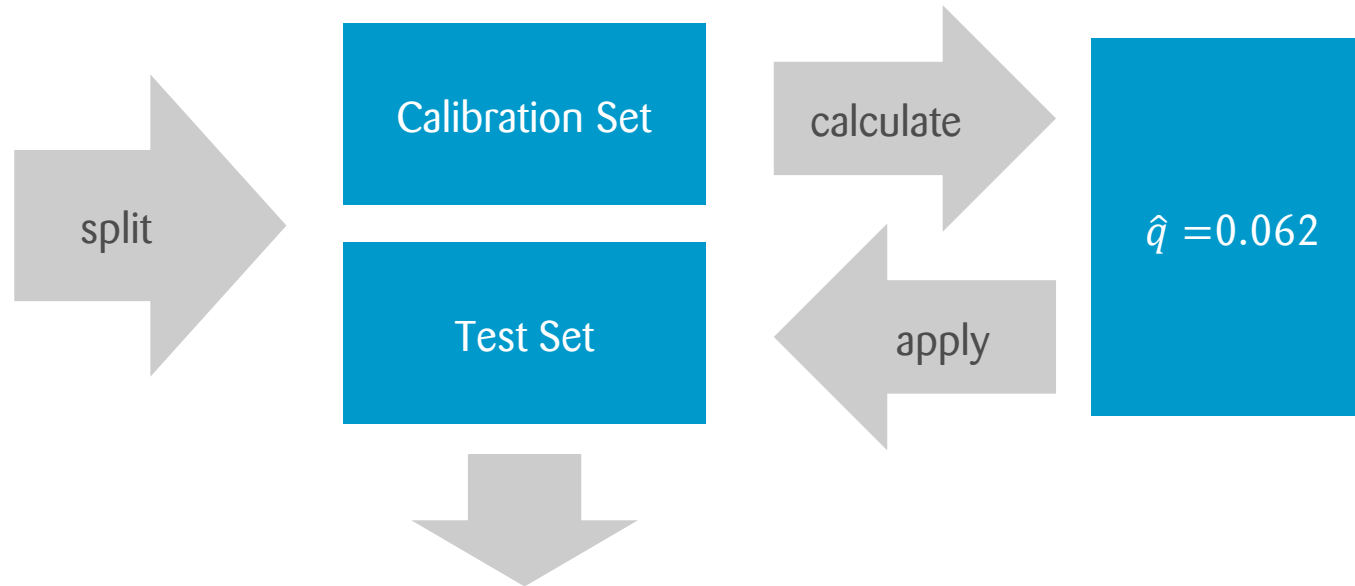 split
Calibration Set
calculate
q̂ =0.062
Test Set
apply